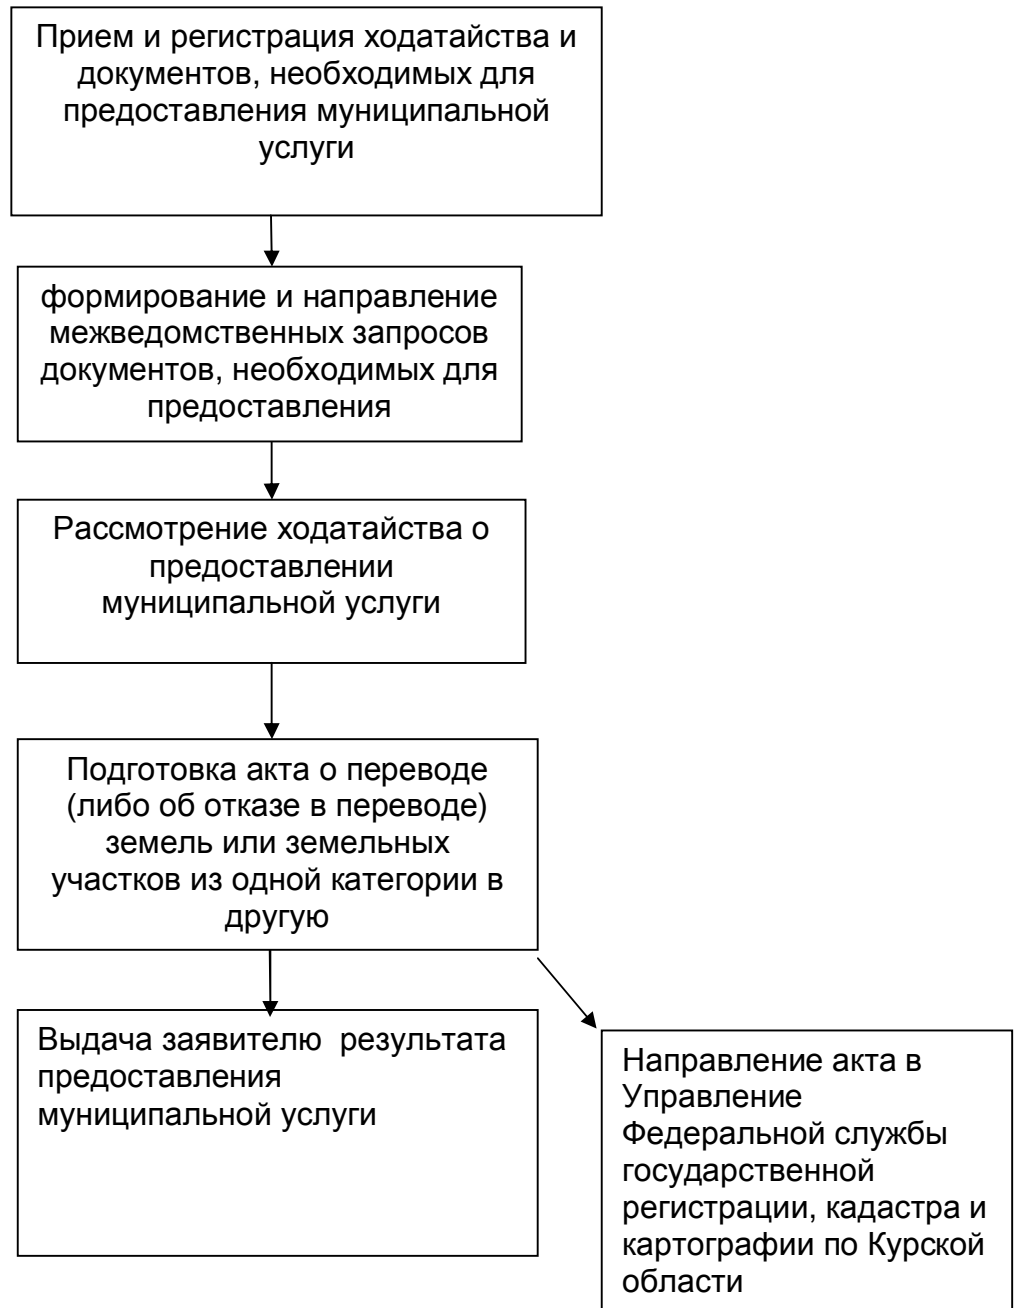 Прием и регистрация ходатайства и
документов, необходимых для
предоставления муниципальной
услуги
формирование и направление
межведомственных запросов
документов, необходимых для
предоставления
Рассмотрение ходатайства о
предоставлении
муниципальной услуги
Подготовка акта о переводе
(либо об отказе в переводе)
земель или земельных
участков из одной категории в
другую
Выдача заявителю  результата
предоставления
муниципальной услуги
Направление акта в
Управление
Федеральной службы
государственной
регистрации, кадастра и
картографии по Курской
области